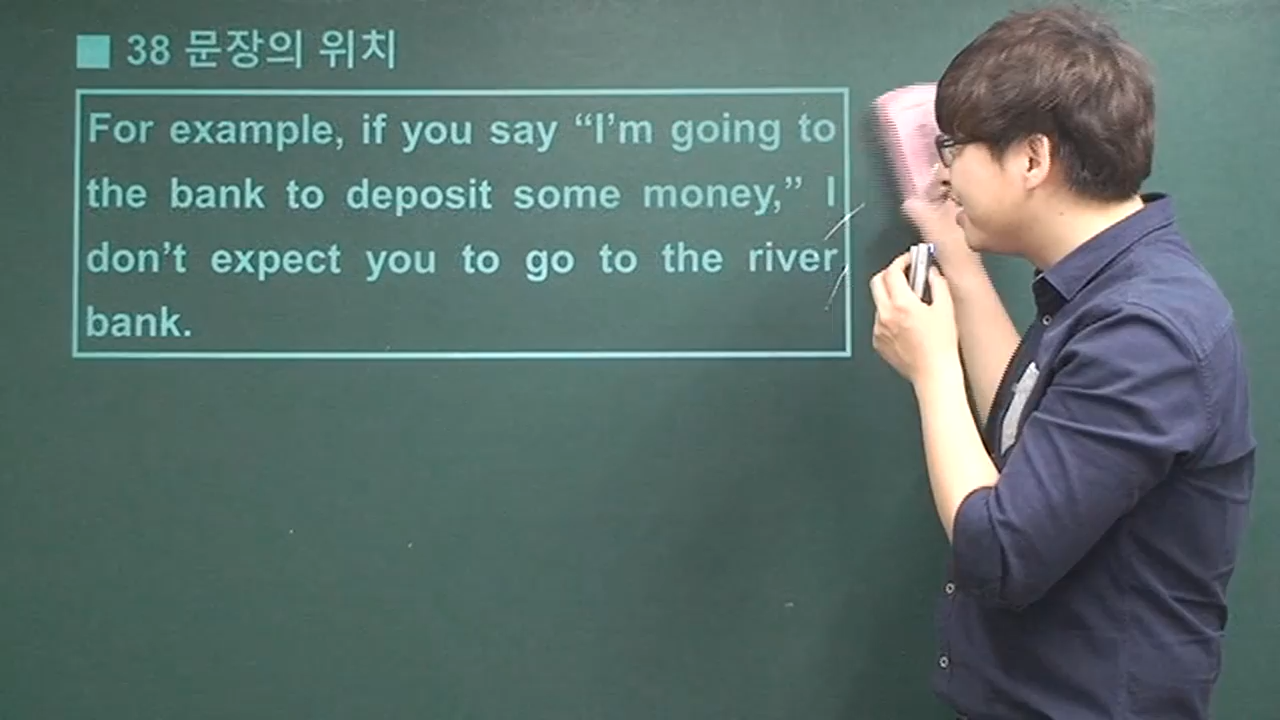 38 문장의 위치
For example, if you say “I’m going to
the bank to deposit some money,” I
don’t expect you to go to the river
bank.